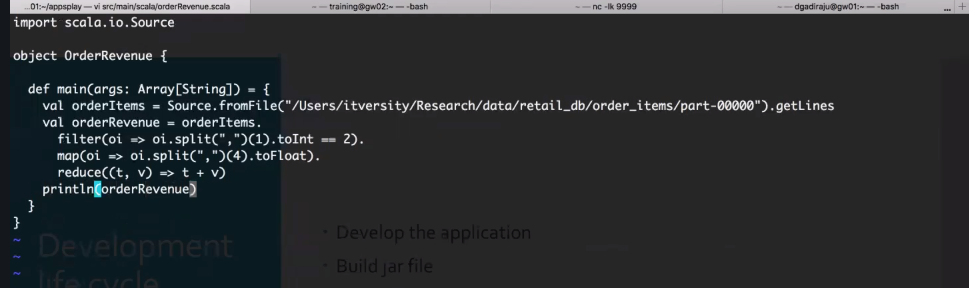 ...01:~/appsplay — vi src/main/scala/orderRevenue.scala
— training@gw02:~ — -bash
— nc -lk 9999
— dgadiraju@gw01:~ — -bash
... +
import scala.io.Source
object OrderRevenue {
def main(args: Array[String]) = {
val orderItems = Source.fromFile("/Users/itversity/Research/data/retail_db/order_items/part-00000").getLines
val orderRevenue = orderItems.
filter(oi => oi.split(",")(1).toInt == 2).
map(oi => oi.split(",")(4).toFloat).
reduce((t, v) => t + v)
println(orderRevenue)
}
}
~
~
~
Development
life cycle
• Develop the application
• Build jar file